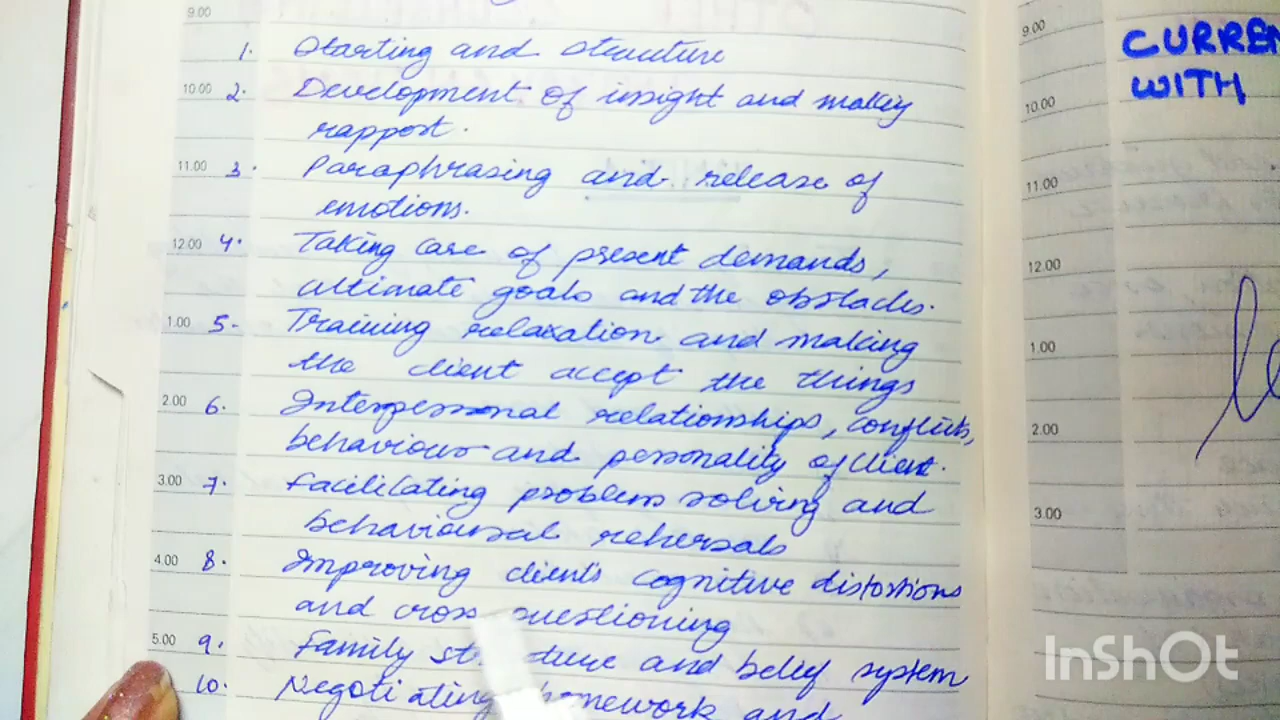 9.00
1. Starting and structure
10.00 2. Development of insight and making
rapport.
11.00 3. Paraphrasing and release of
emotions.
12.00 4. Taking care of present demands,
ultimate goals and the obstacles.
1.00 5. Training relaxation and making
the client accept the things
2.00 6. Interpersonal relationships, conflicts,
behaviour and personality of client.
3.00 7. Facilitating problem solving and
behavioural rehersals
4.00 8. Improving client's cognitive distortions
and cross questioning
5.00 9. Family structure and belief system
10. Negotiating homework and
9.00
CURREN
WITH
10.00
11.00
12.00
1.00
2.00
3.00
InShOt